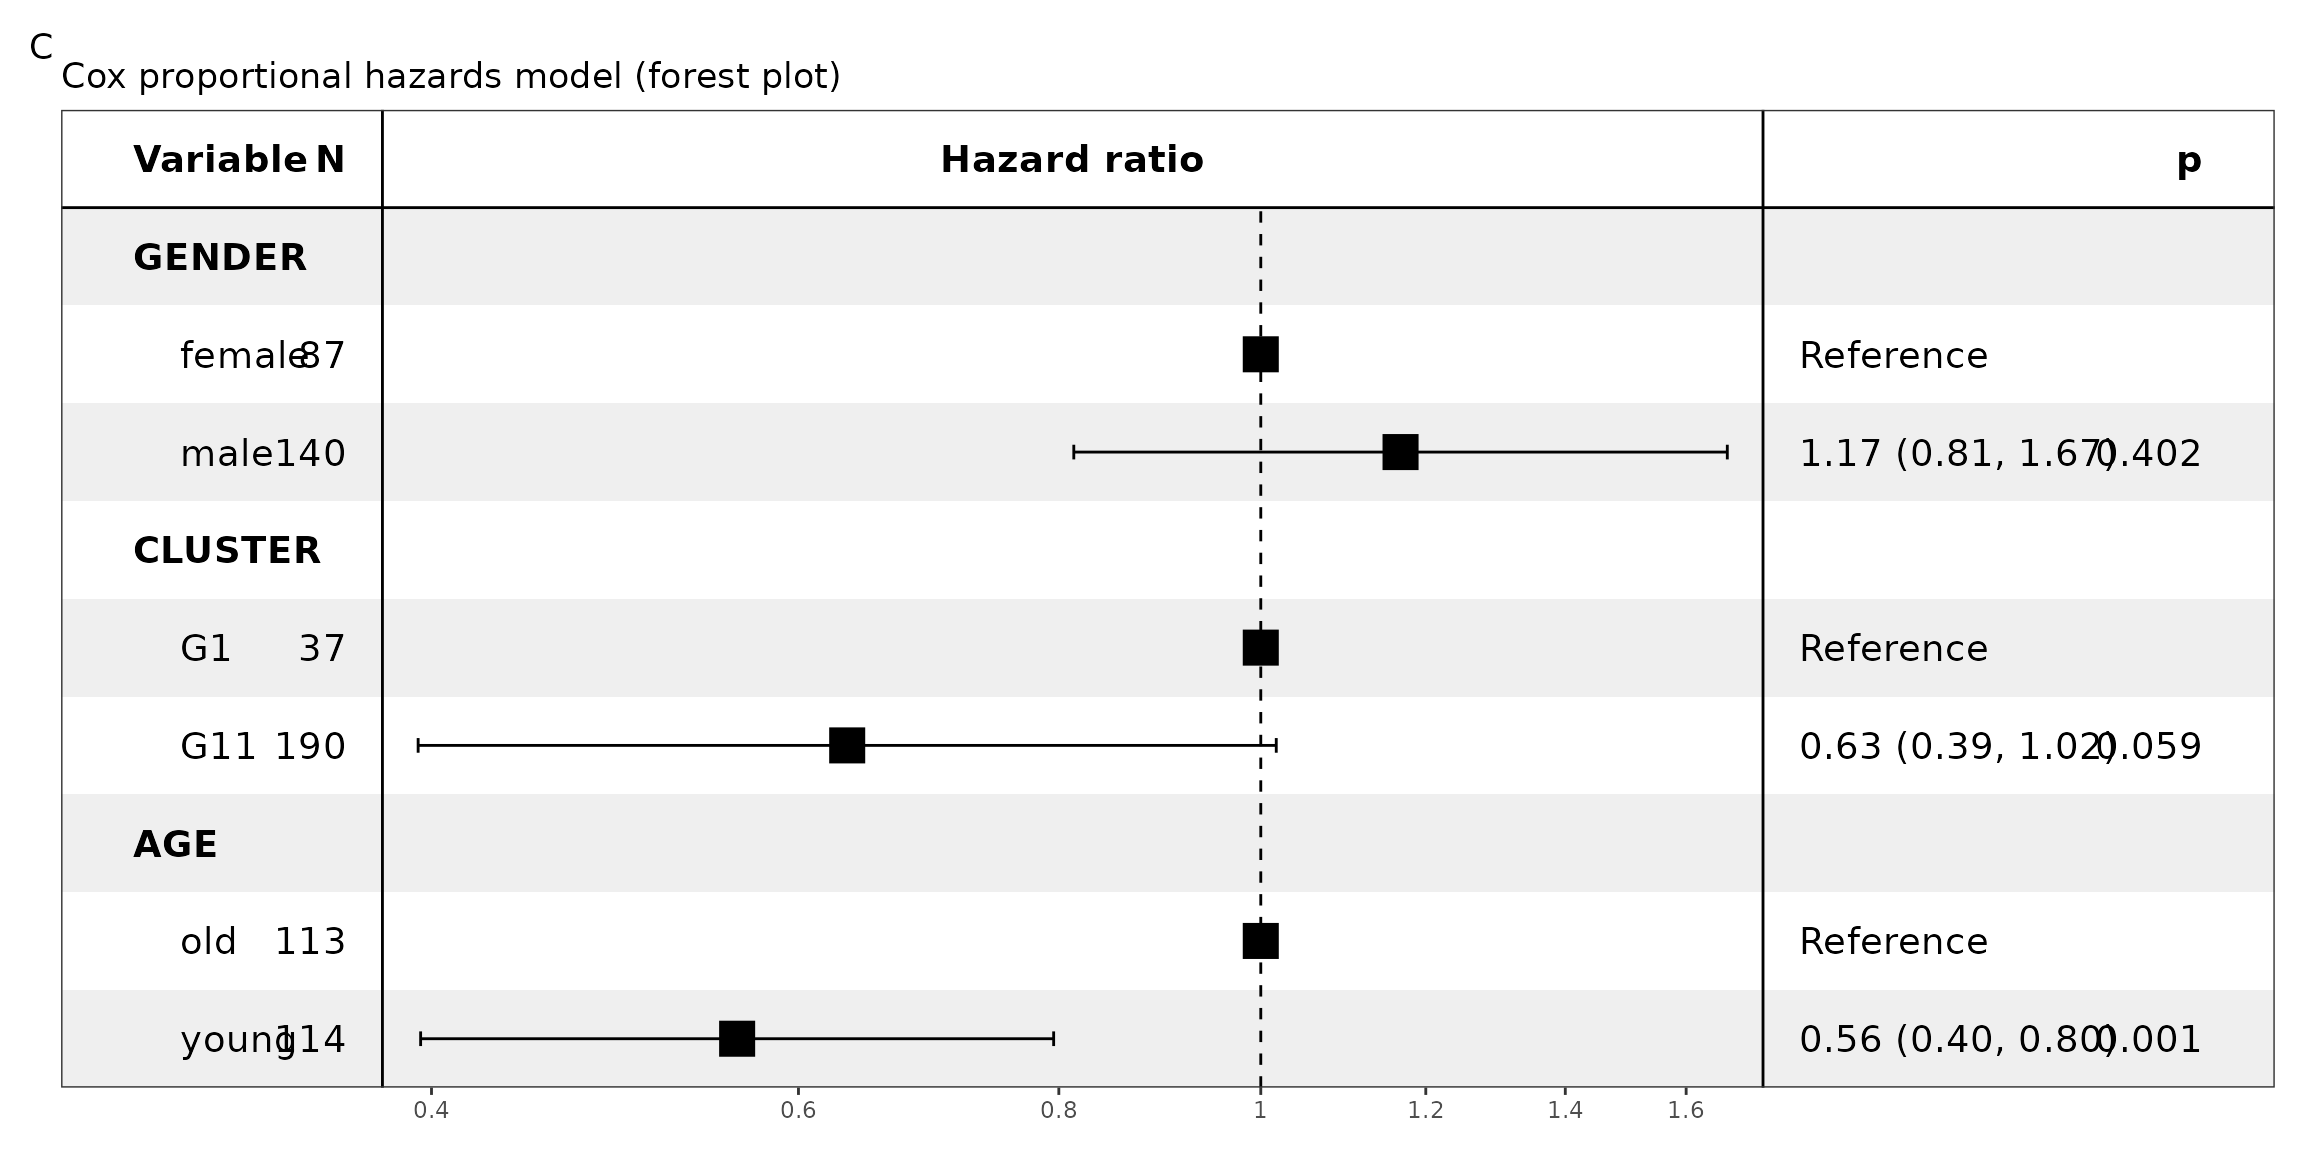 C
Cox proportional hazards model (forest plot)
Variable N Hazard ratio p
GENDER
female 87 Reference
male 140 1.17 (0.81, 1.67) 0.402
CLUSTER
G1 37 Reference
G11 190 0.63 (0.39, 1.02) 0.059
AGE
old 113 Reference
young 114 0.56 (0.40, 0.80) 0.001
0.4 0.6 0.8 1 1.2 1.4 1.6